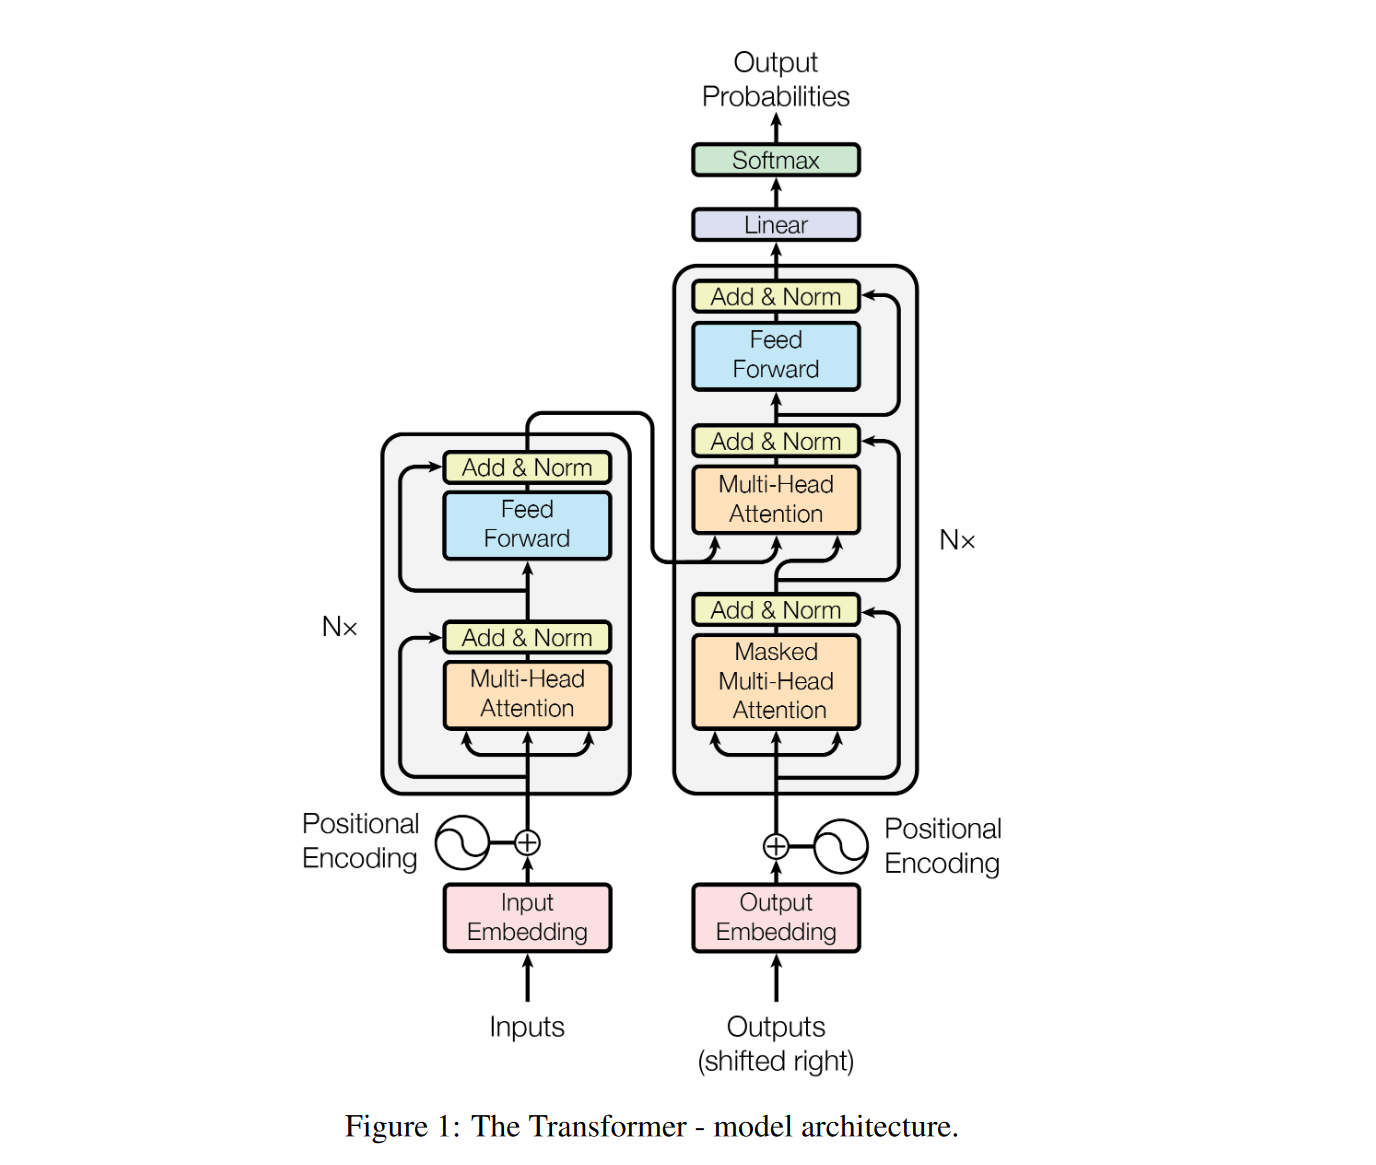 Output
Probabilities
Softmax
Linear
Add & Norm
Feed
Forward
Add & Norm
Multi-Head
Attention
N×
Add & Norm
Masked
Multi-Head
Attention
Add & Norm
Feed
Forward
N×
Add & Norm
Multi-Head
Attention
Positional
Encoding
Positional
Encoding
Input
Embedding
Output
Embedding
Inputs
Outputs
(shifted right)
Figure 1: The Transformer - model architecture.